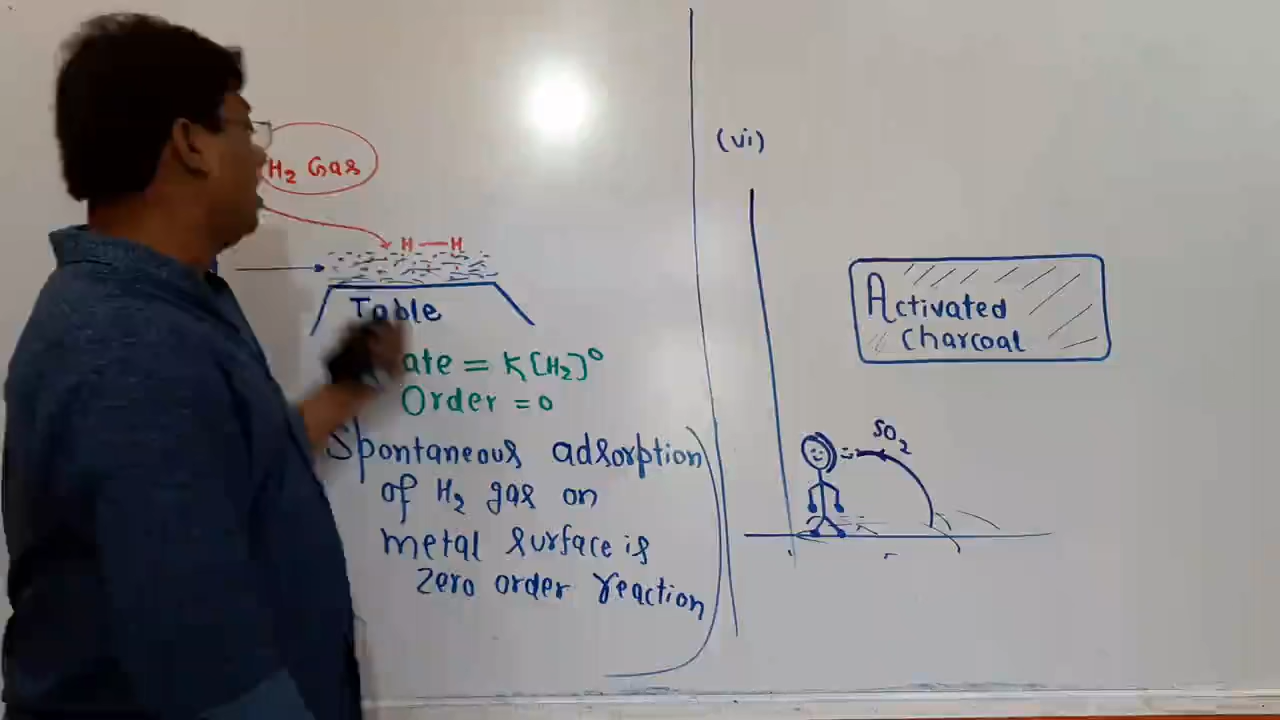 H₂ Gas
H—H
Table
ate = K[H₂]⁰
Order = 0
Spontaneous adsorption
of H₂ gas on
metal surface is
zero order reaction
(vi)
Activated
charcoal
SO₂